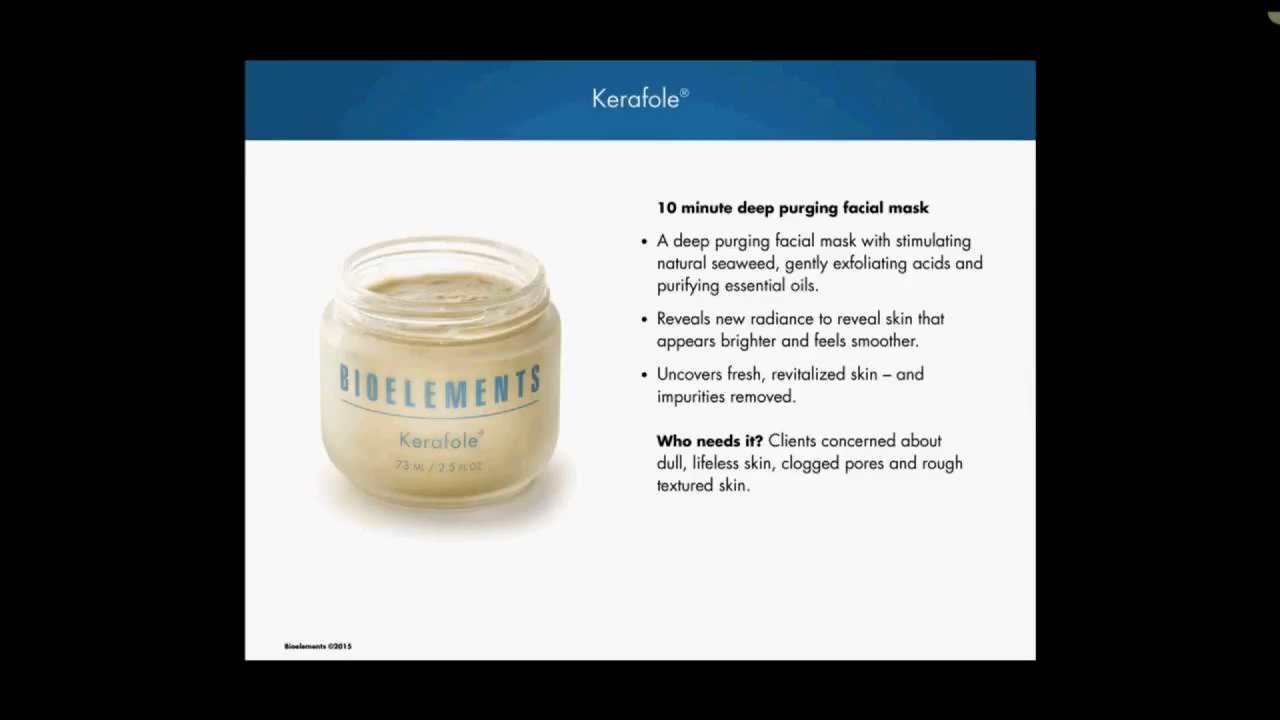 Kerafole®
10 minute deep purging facial mask
• A deep purging facial mask with stimulating
natural seaweed, gently exfoliating acids and
purifying essential oils.
• Reveals new radiance to reveal skin that
appears brighter and feels smoother.
• Uncovers fresh, revitalized skin – and
impurities removed.
Who needs it? Clients concerned about
dull, lifeless skin, clogged pores and rough
textured skin.
BIOELEMENTS
Kerafole®
73 ML / 2.5 FL OZ
Bioelements ©2015